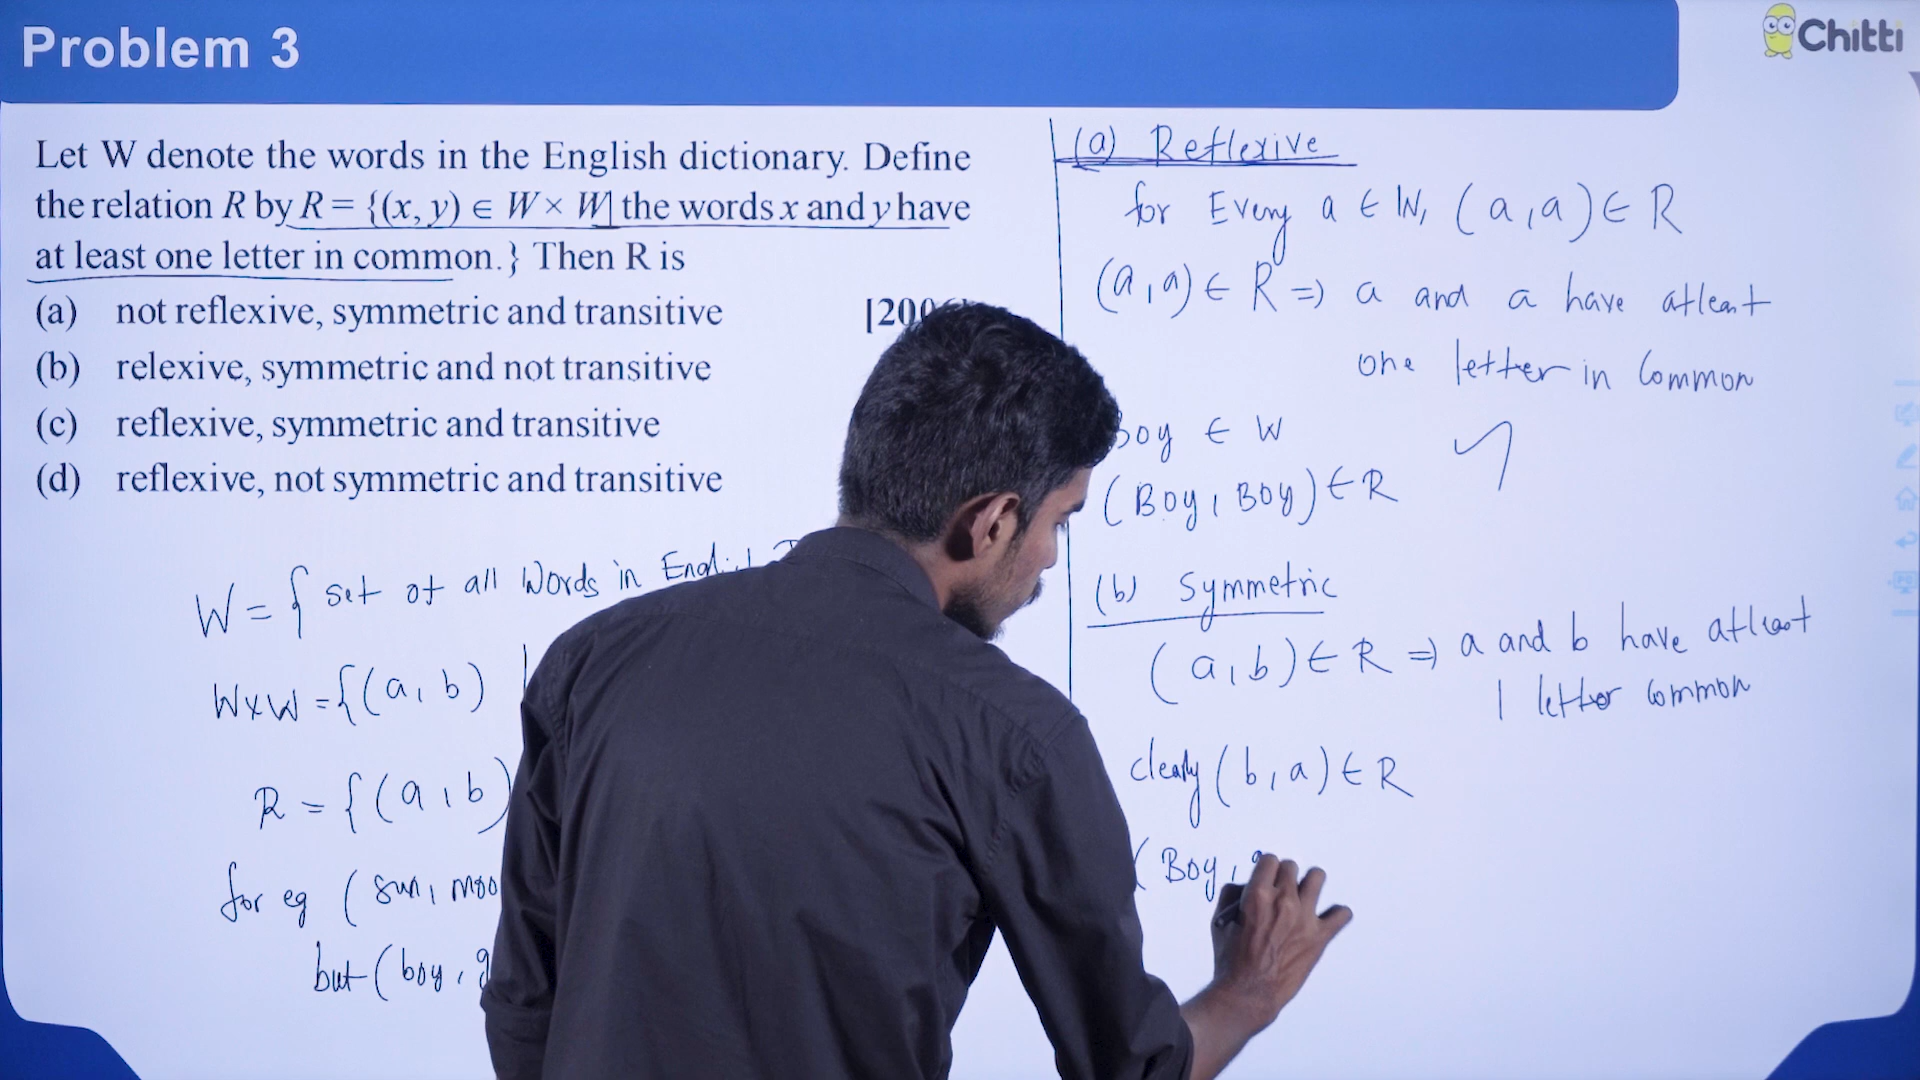 Problem 3
Chitti
Let W denote the words in the English dictionary. Define
the relation R by R = {(x, y) ∈ W × W| the words x and y have
at least one letter in common.} Then R is
(a) not reflexive, symmetric and transitive
(b) relexive, symmetric and not transitive
(c) reflexive, symmetric and transitive
(d) reflexive, not symmetric and transitive
W = { set of all Words in
W×W = {(a, b)
R = {(a, b)
for eg ( sun,
but ( boy,
(a) Reflexive
for Every a ∈ W, (a, a) ∈ R
(a, a) ∈ R ⇒ a and a have atleast
one letter in Common
Boy ∈ W
(Boy, Boy) ∈ R
(b) Symmetric
(a, b) ∈ R ⇒ a and b have atleast
1 letter common
clearly (b, a) ∈ R
( Boy,